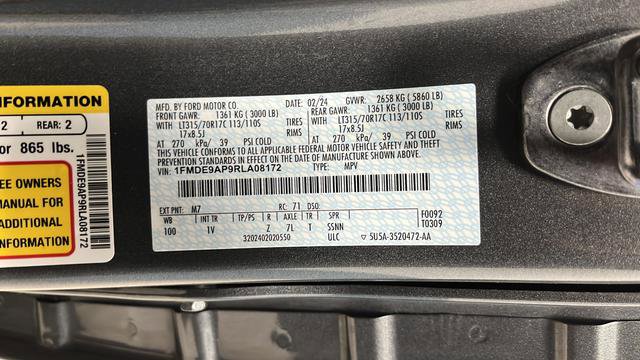 NFORMATION
2 REAR: 2
or 865 lbs.
EE OWNERS
MANUAL FOR
ADDITIONAL
INFORMATION
1FMDE9AP9RLA08172
MFD. BY FORD MOTOR CO.
DATE: 02/24 GVWR: 2658 KG ( 5860 LB)
FRONT GAWR: 1361 KG ( 3000 LB)
REAR GAWR: 1361 KG ( 3000 LB)
WITH LT315/70R17C 113/110S TIRES
WITH LT315/70R17C 113/110S TIRES
17x8.5J RIMS
17x8.5J RIMS
AT 270 kPa/ 39 PSI COLD
AT 270 kPa/ 39 PSI COLD
THIS VEHICLE CONFORMS TO ALL APPLICABLE FEDERAL MOTOR VEHICLE SAFETY, BUMPER, AND THEFT
PREVENTION STANDARDS IN EFFECT ON THE DATE OF MANUFACTURE SHOWN ABOVE.
VIN: 1FMDE9AP9RLA08172 TYPE: MPV
EXT PNT: M7 RC: 71 DSO:
WB INT TR TP/PS R AXLE TR SPR F0092
100 1V Z 7L T SSNN T0309
3202402020550 ULC ▽ 5U5A-3520472-AA